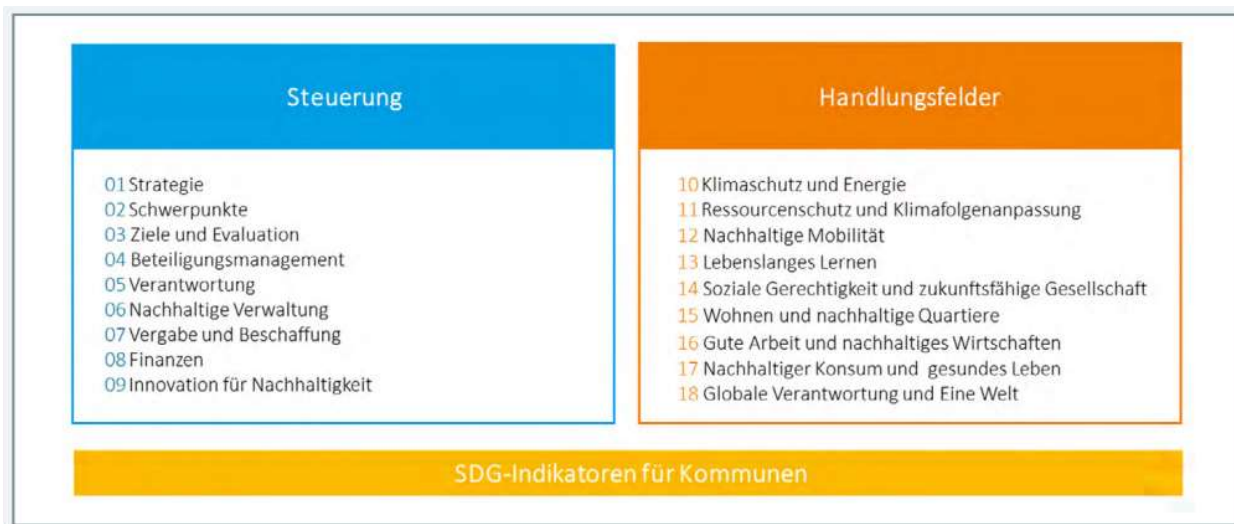 Steuerung
01 Strategie
02 Schwerpunkte
03 Ziele und Evaluation
04 Beteiligungsmanagement
05 Verantwortung
06 Nachhaltige Verwaltung
07 Vergabe und Beschaffung
08 Finanzen
09 Innovation für Nachhaltigkeit
Handlungsfelder
10 Klimaschutz und Energie
11 Ressourcenschutz und Klimafolgenanpassung
12 Nachhaltige Mobilität
13 Lebenslanges Lernen
14 Soziale Gerechtigkeit und zukunftsfähige Gesellschaft
15 Wohnen und nachhaltige Quartiere
16 Gute Arbeit und nachhaltiges Wirtschaften
17 Nachhaltiger Konsum und gesundes Leben
18 Globale Verantwortung und Eine Welt
SDG-Indikatoren für Kommunen